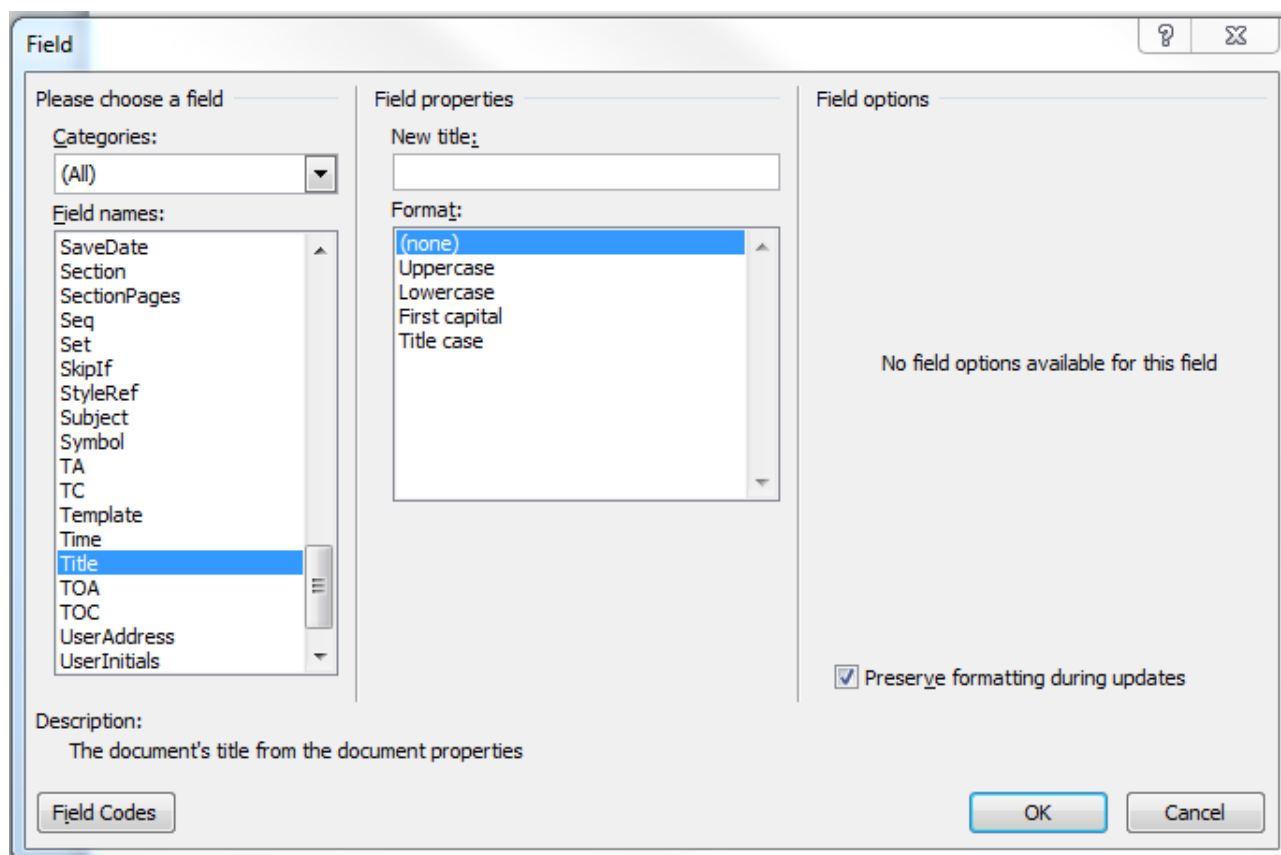 Field
Please choose a field
Categories:
(All)
Field names:
SaveDate
Section
SectionPages
Seq
Set
SkipIf
StyleRef
Subject
Symbol
TA
TC
Template
Time
Title
TOA
TOC
UserAddress
UserInitials
Field properties
New title:
Format:
(none)
Uppercase
Lowercase
First capital
Title case
Field options
No field options available for this field
Preserve formatting during updates
Description:
The document's title from the document properties
Field Codes
OK
Cancel